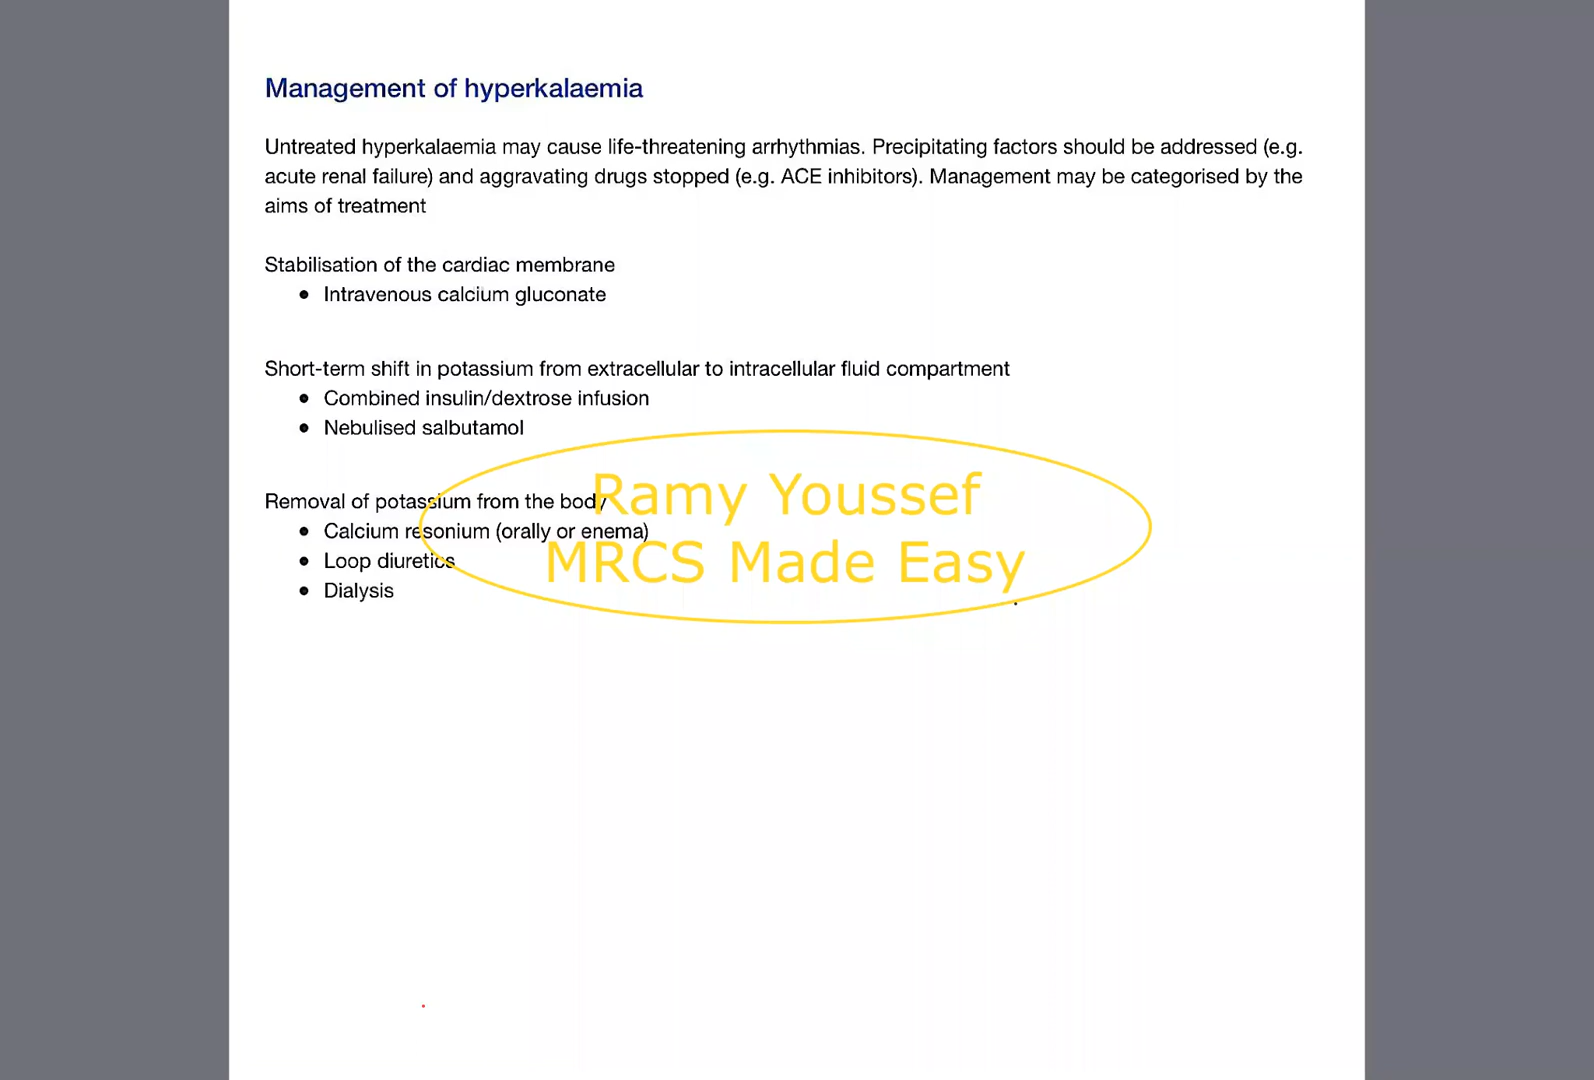 Management of hyperkalaemia
Untreated hyperkalaemia may cause life-threatening arrhythmias. Precipitating factors should be addressed (e.g.
acute renal failure) and aggravating drugs stopped (e.g. ACE inhibitors). Management may be categorised by the
aims of treatment
Stabilisation of the cardiac membrane
• Intravenous calcium gluconate
Short-term shift in potassium from extracellular to intracellular fluid compartment
• Combined insulin/dextrose infusion
• Nebulised salbutamol
Removal of potassium from the body
• Calcium resonium (orally or enema)
• Loop diuretics
• Dialysis
Ramy Youssef
MRCS Made Easy